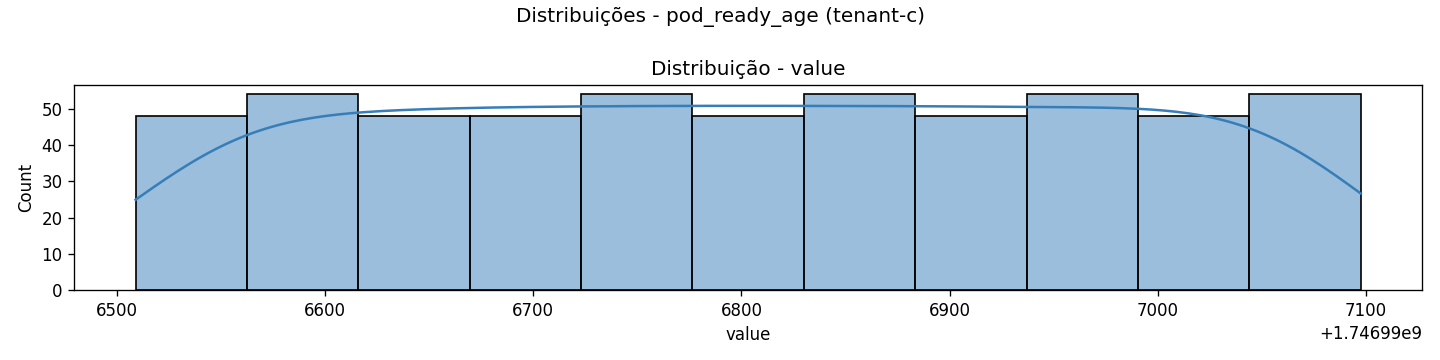 Distribuições - pod_ready_age (tenant-c)
Distribuição - value
50
40
30
20
10
0
Count
6500 6600 6700 6800 6900 7000 7100
value
+1.74699e9